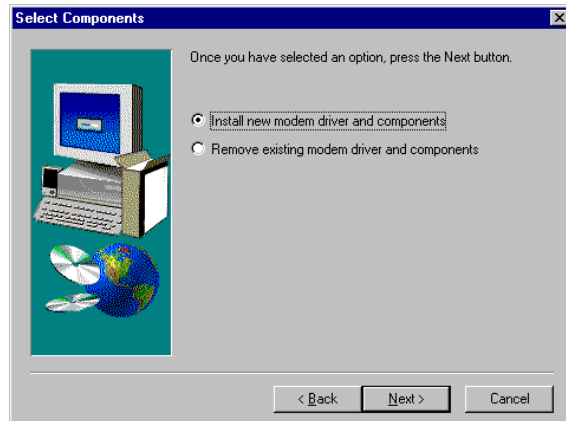 Select Components
Once you have selected an option, press the Next button.
Install new modem driver and components
Remove existing modem driver and components
< Back
Next >
Cancel